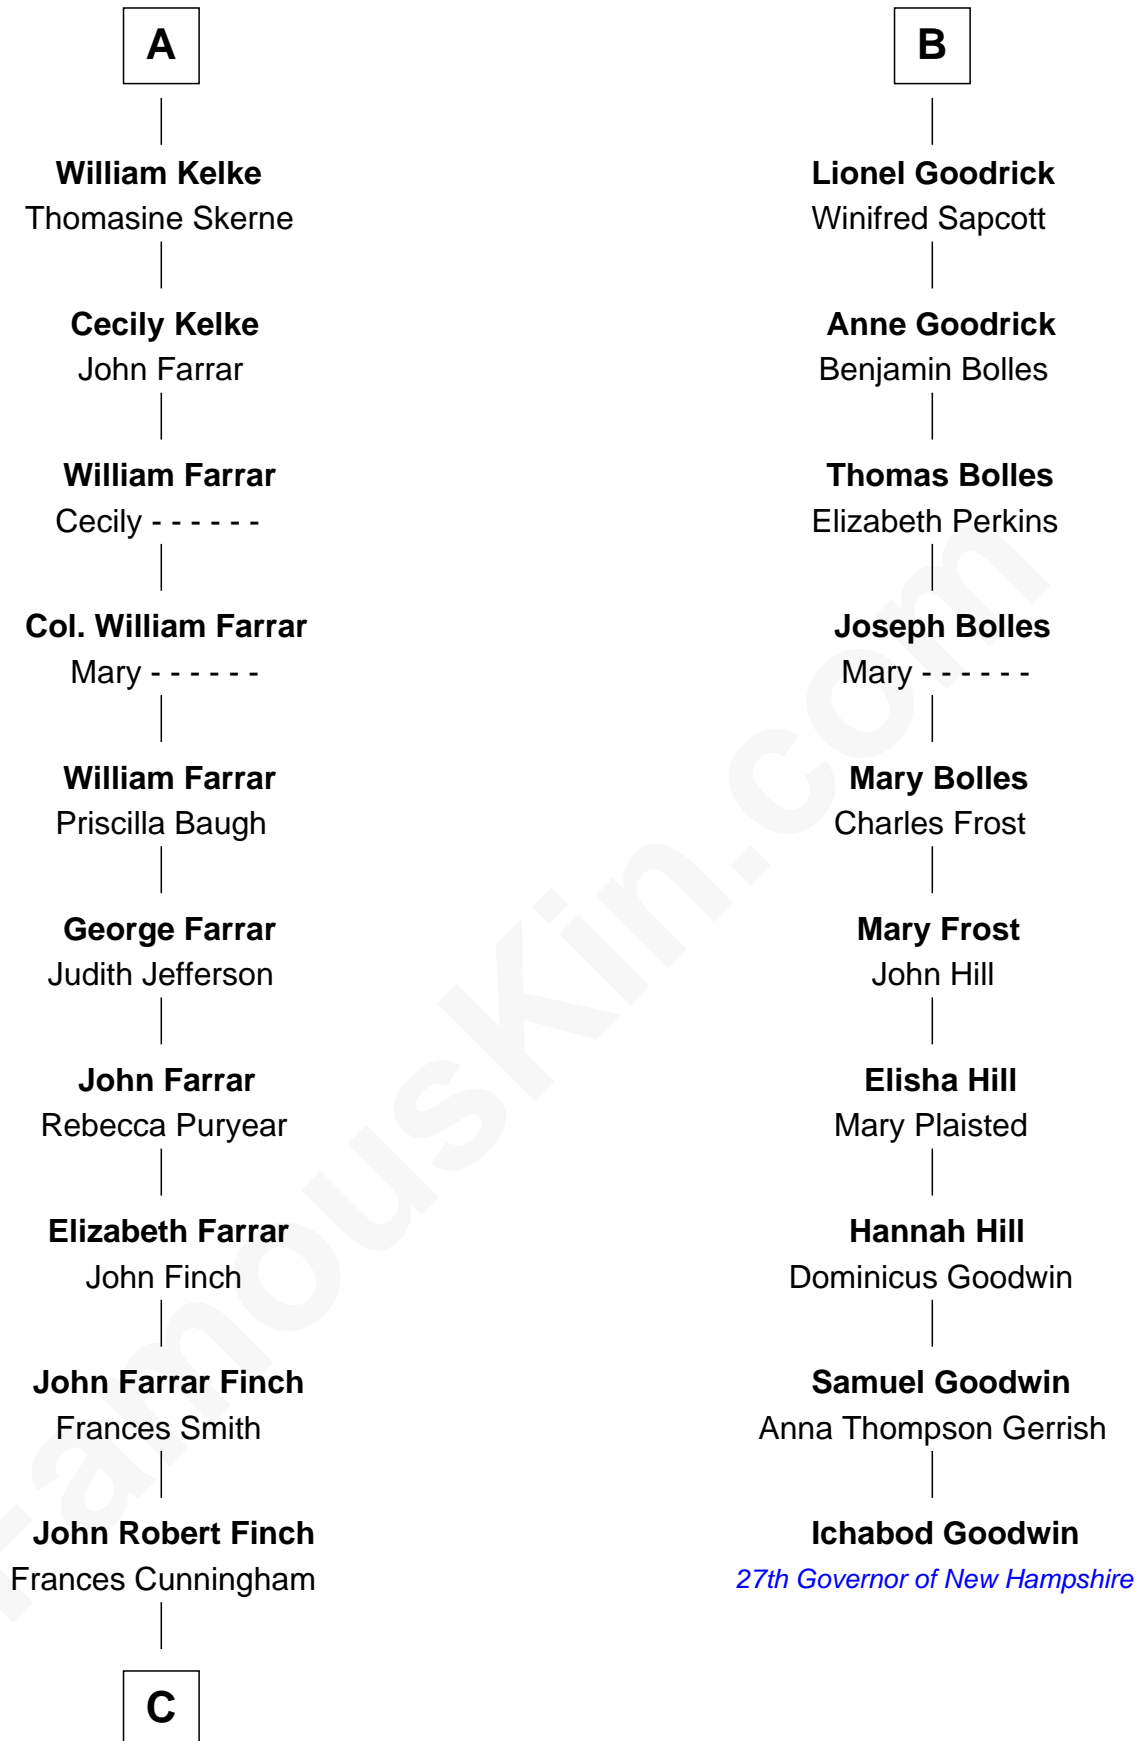 A
William Kelke
Thomasine Skerne
Cecily Kelke
John Farrar
William Farrar
Cecily - - - - - -
Col. William Farrar
Mary - - - - - -
William Farrar
Priscilla Baugh
George Farrar
Judith Jefferson
John Farrar
Rebecca Puryear
Elizabeth Farrar
John Finch
John Farrar Finch
Frances Smith
John Robert Finch
Frances Cunningham
C
B
Lionel Goodrick
Winifred Sapcott
Anne Goodrick
Benjamin Bolles
Thomas Bolles
Elizabeth Perkins
Joseph Bolles
Mary - - - - - -
Mary Bolles
Charles Frost
Mary Frost
John Hill
Elisha Hill
Mary Plaisted
Hannah Hill
Dominicus Goodwin
Samuel Goodwin
Anna Thompson Gerrish
Ichabod Goodwin
27th Governor of New Hampshire
FamousKin.com